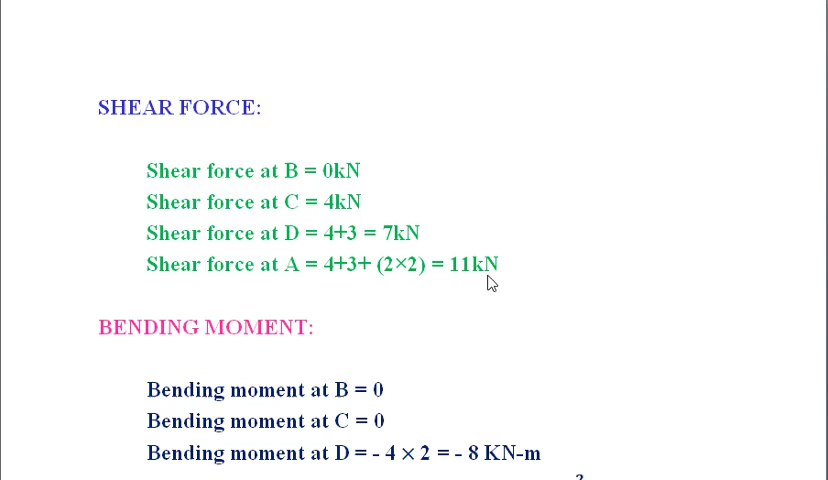 SHEAR FORCE:
Shear force at B = 0kN
Shear force at C = 4kN
Shear force at D = 4+3 = 7kN
Shear force at A = 4+3+ (2×2) = 11kN
BENDING MOMENT:
Bending moment at B = 0
Bending moment at C = 0
Bending moment at D = - 4 × 2 = - 8 KN-m